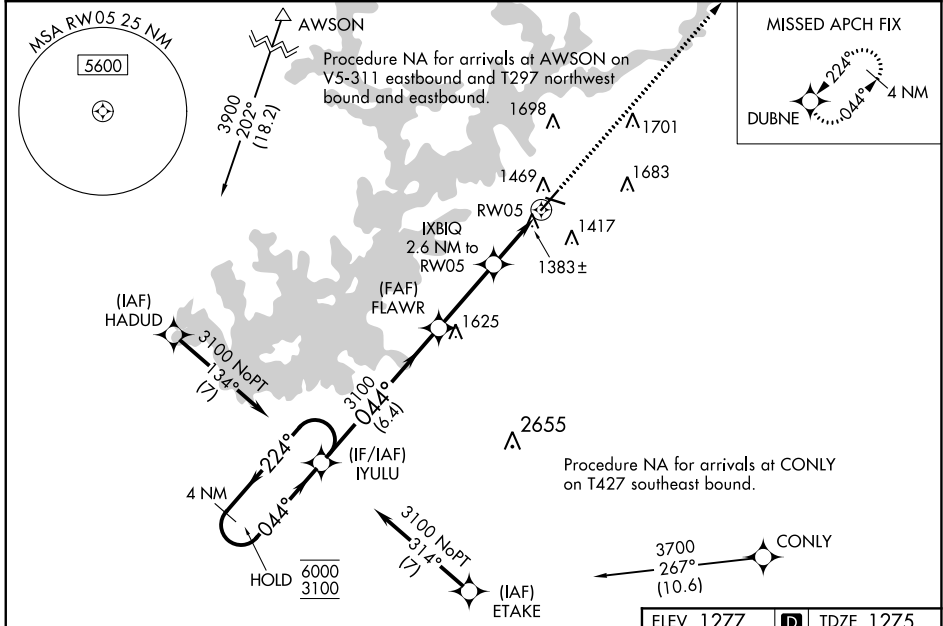 MSA RW05 25 NM
5600
AWSON
3900
202°
(18.2)
Procedure NA for arrivals at AWSON on
V5-311 eastbound and T297 northwest
bound and eastbound.
MISSED APCH FIX
224°
044°
4 NM
DUBNE
1698
1701
1469
1683
RW05
1417
1383±
IXBIQ
2.6 NM to
RW05
(FAF)
FLAWR
1625
(IAF)
HADUD
3100 NoPT
134°
(7)
3100
044°
(6.4)
2655
(IF/IAF)
IYULU
224°
044°
4 NM
HOLD
6000
3100
Procedure NA for arrivals at CONLY
on T427 southeast bound.
3100 NoPT
314°
(7)
(IAF)
ETAKE
CONLY
3700
267°
(10.6)
ELEV 1277 D TDZE 1275